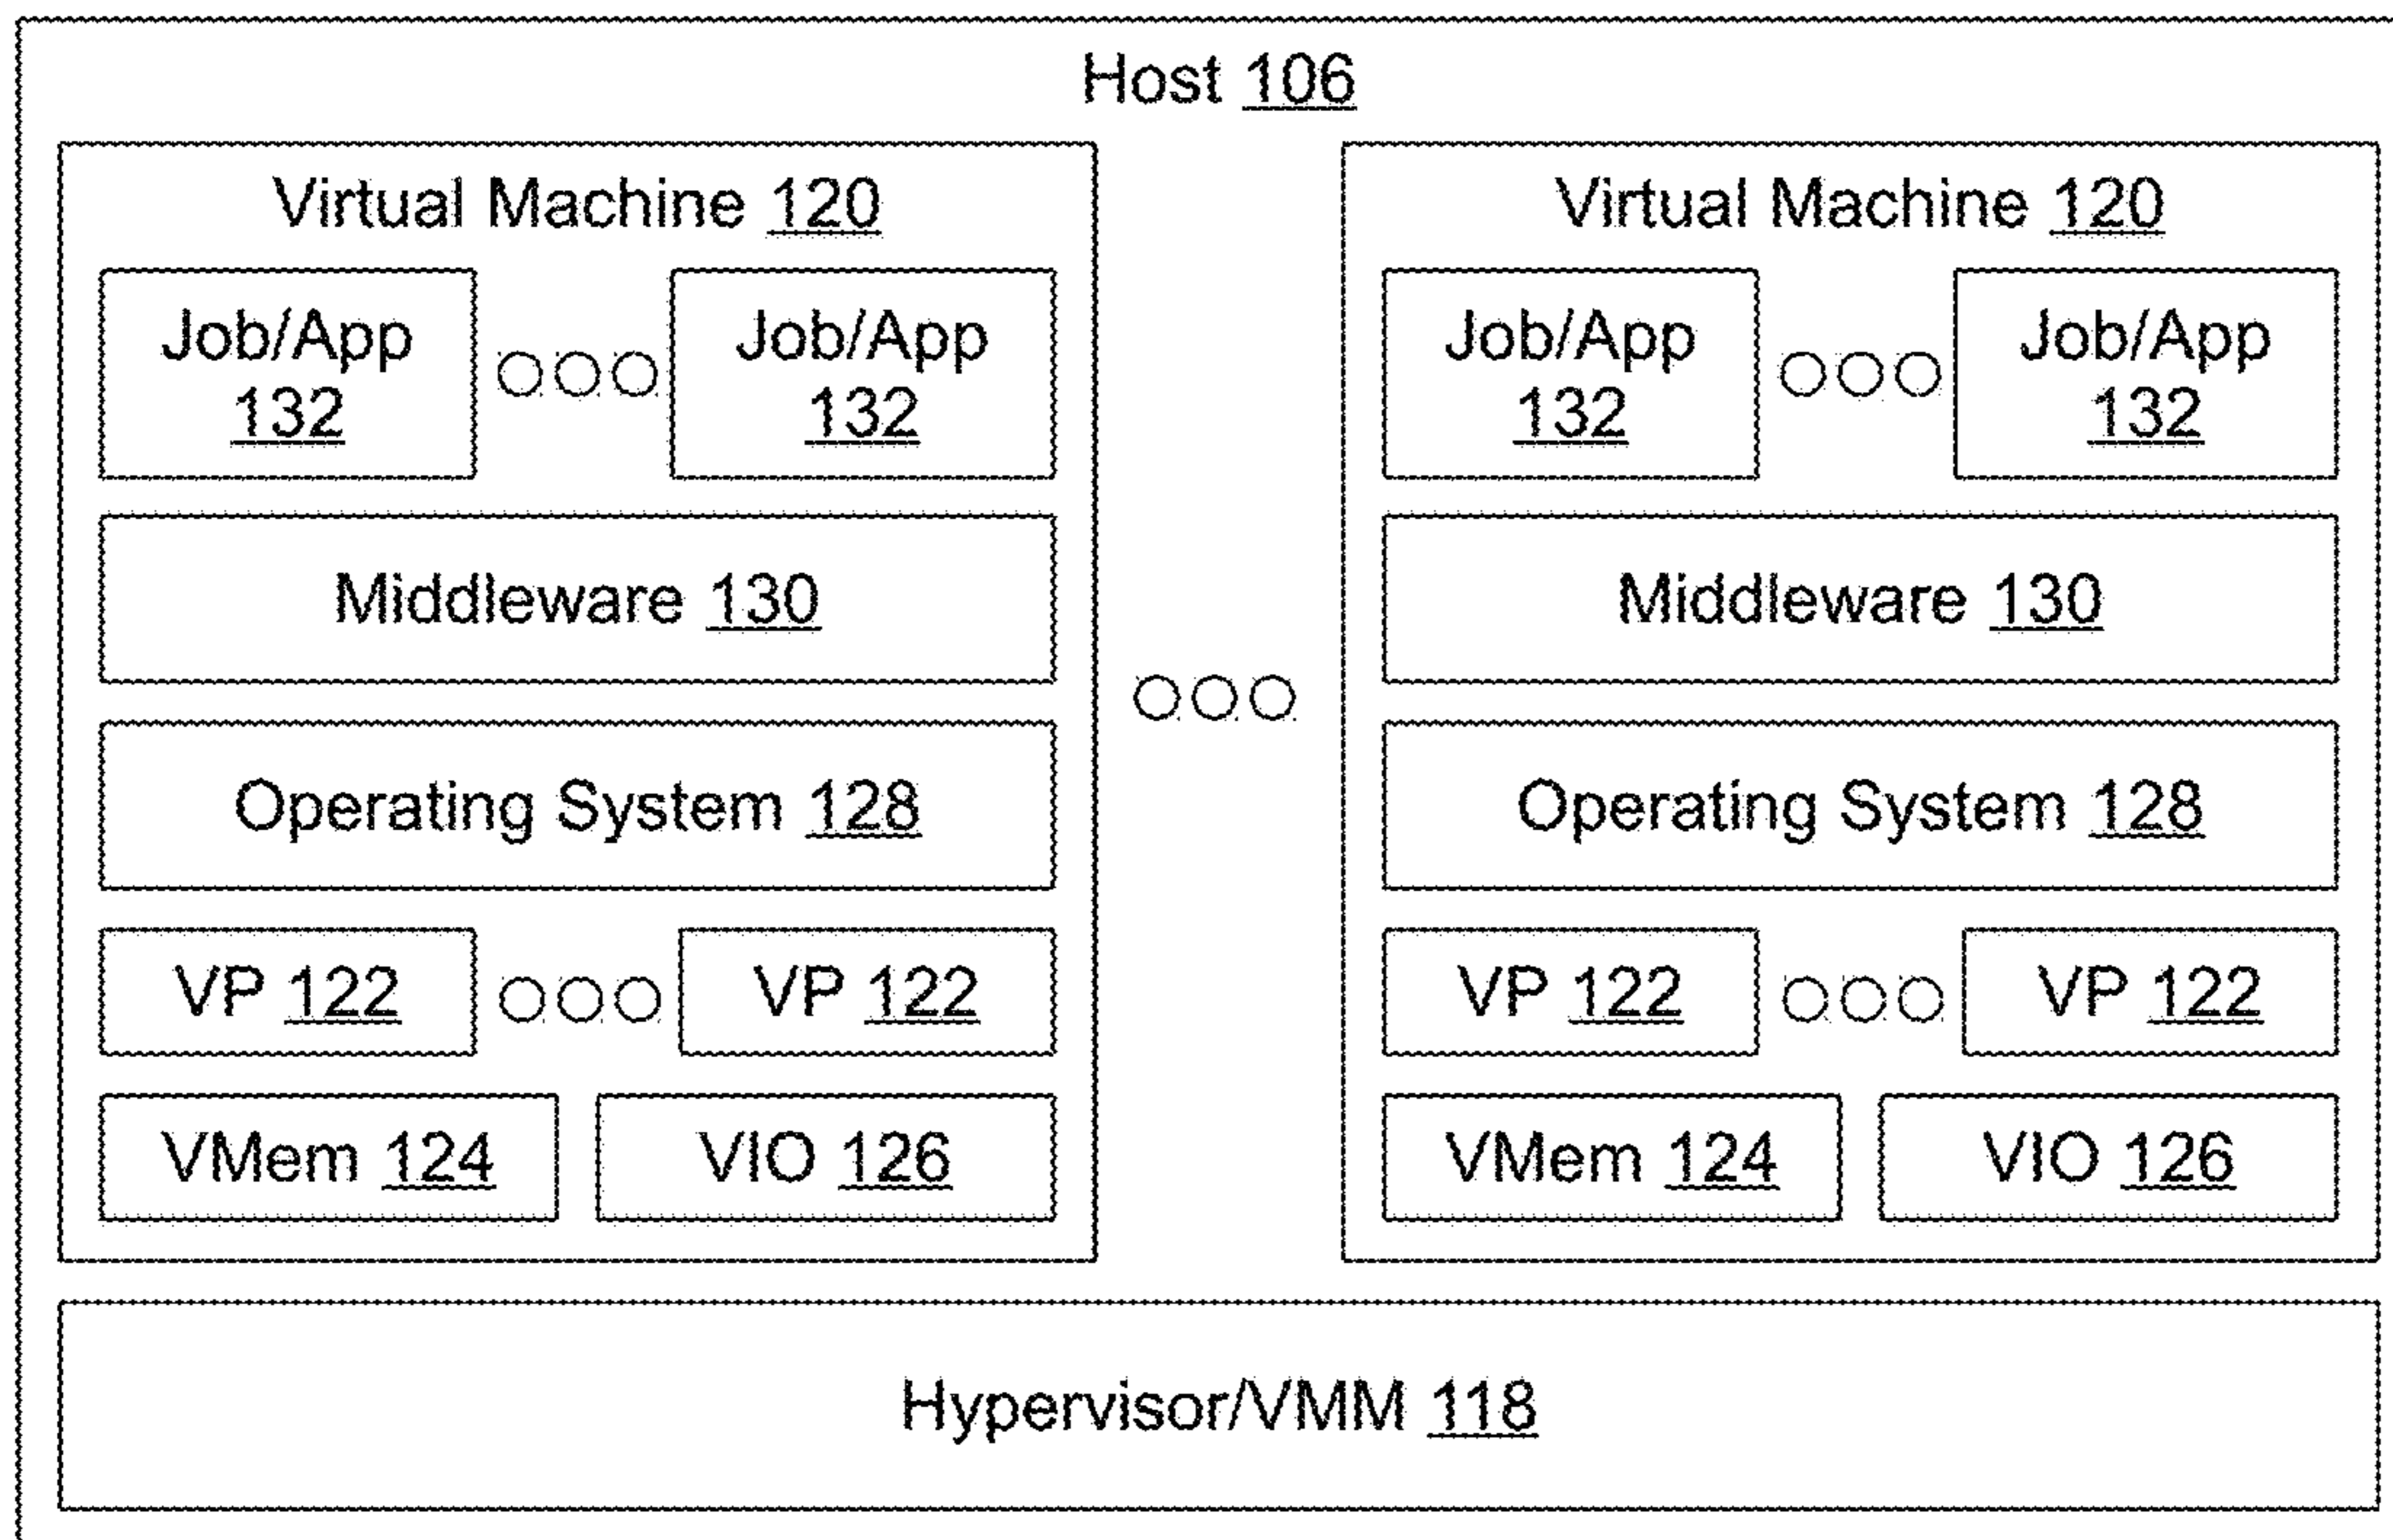 Host 106
Virtual Machine 120
Job/App
132
Job/App
132
Middleware 130
Operating System 128
VP 122
VP 122
VMem 124
VIO 126
Virtual Machine 120
Job/App
132
Job/App
132
Middleware 130
Operating System 128
VP 122
VP 122
VMem 124
VIO 126
Hypervisor/VMM 118